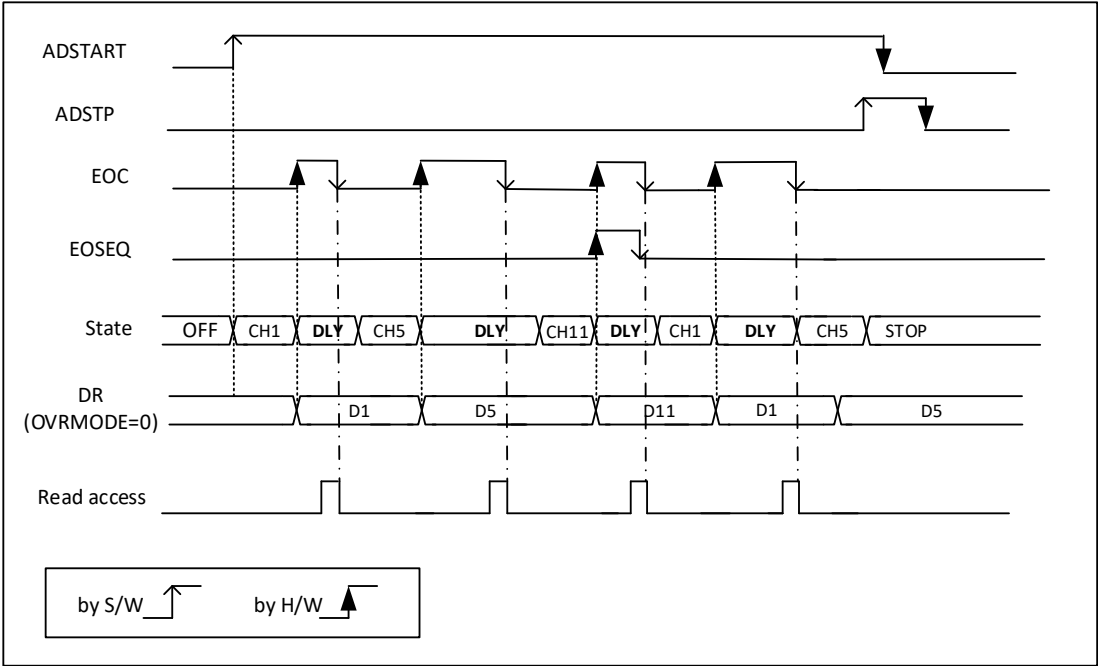 ADSTART
ADSTP
EOC
EOSEQ
State OFF CH1 DLY CH5 DLY CH11 DLY CH1 DLY CH5 STOP
DR
(OVRMODE=0) D1 D5 D11 D1 D5
Read access
by S/W by H/W